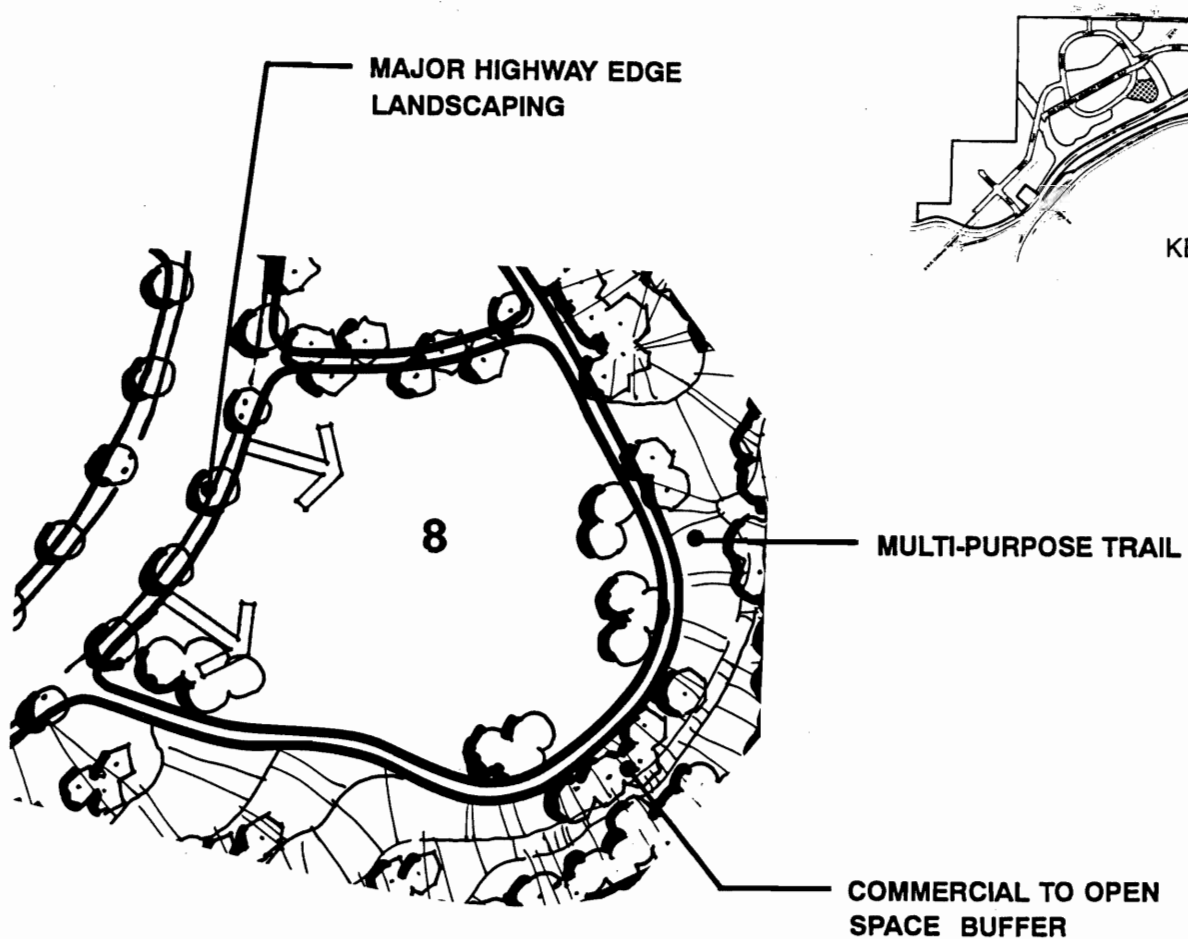 MAJOR HIGHWAY EDGE
LANDSCAPING
8
MULTI-PURPOSE TRAIL
COMMERCIAL TO OPEN
SPACE BUFFER